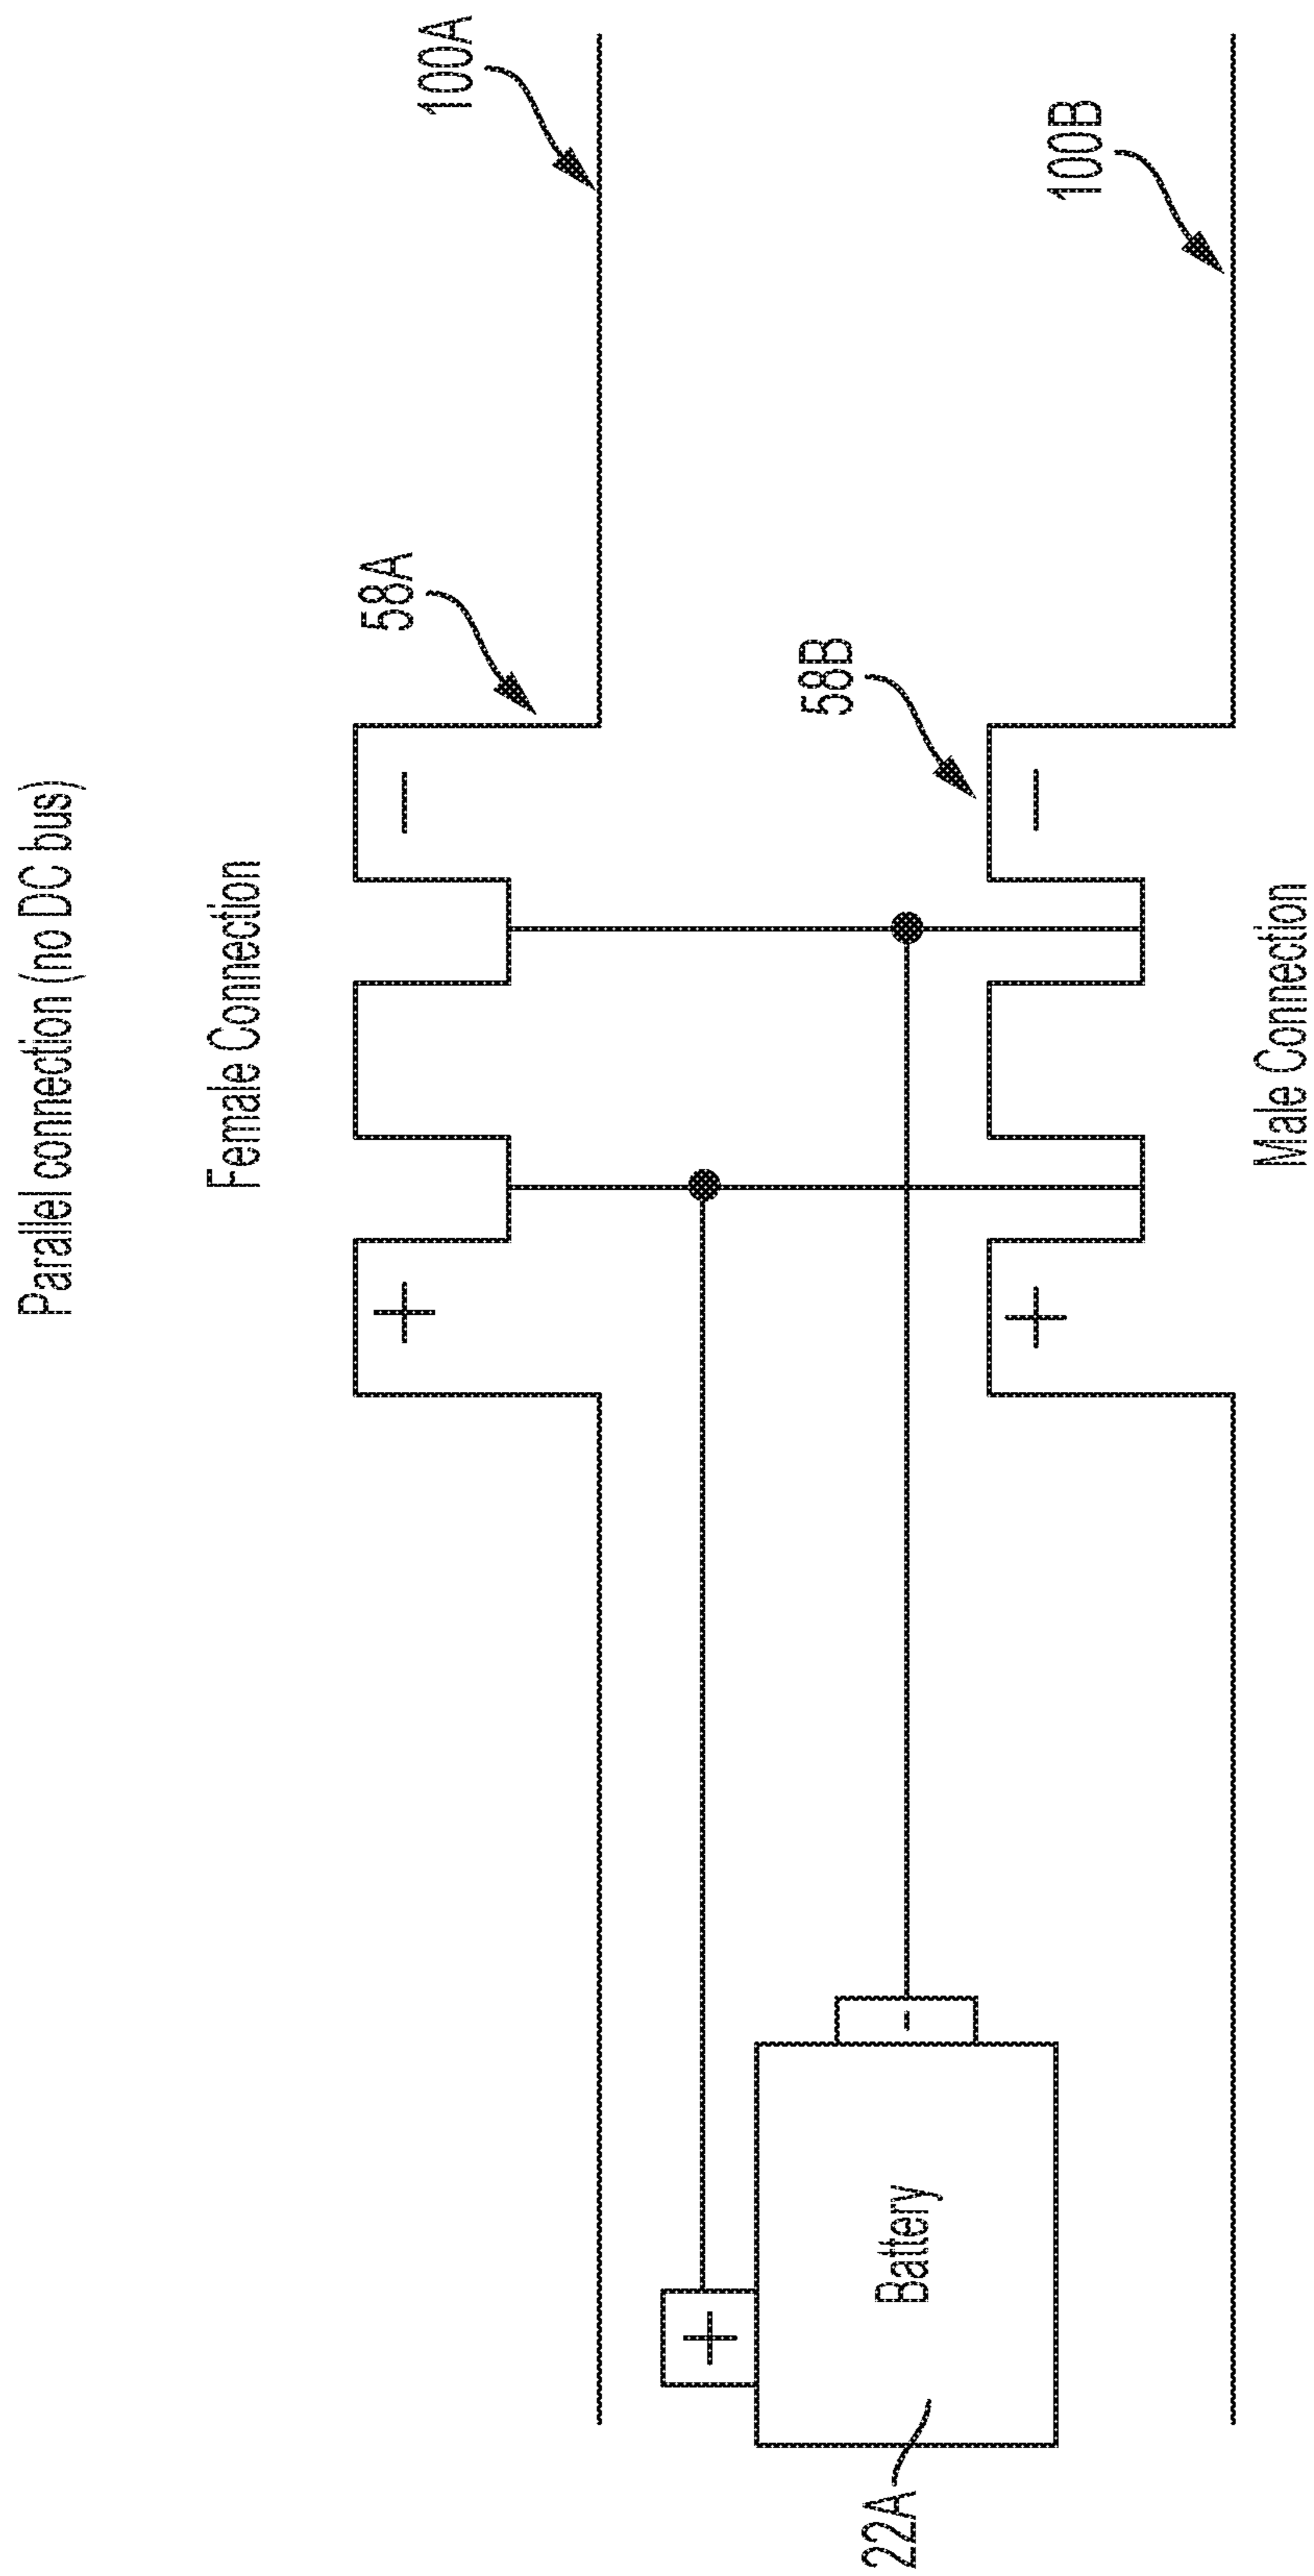 Parallel connection (no DC bus)
Female Connection
58A
100A
+
−
+
Battery
-
22A
58B
100B
+
−
Male Connection